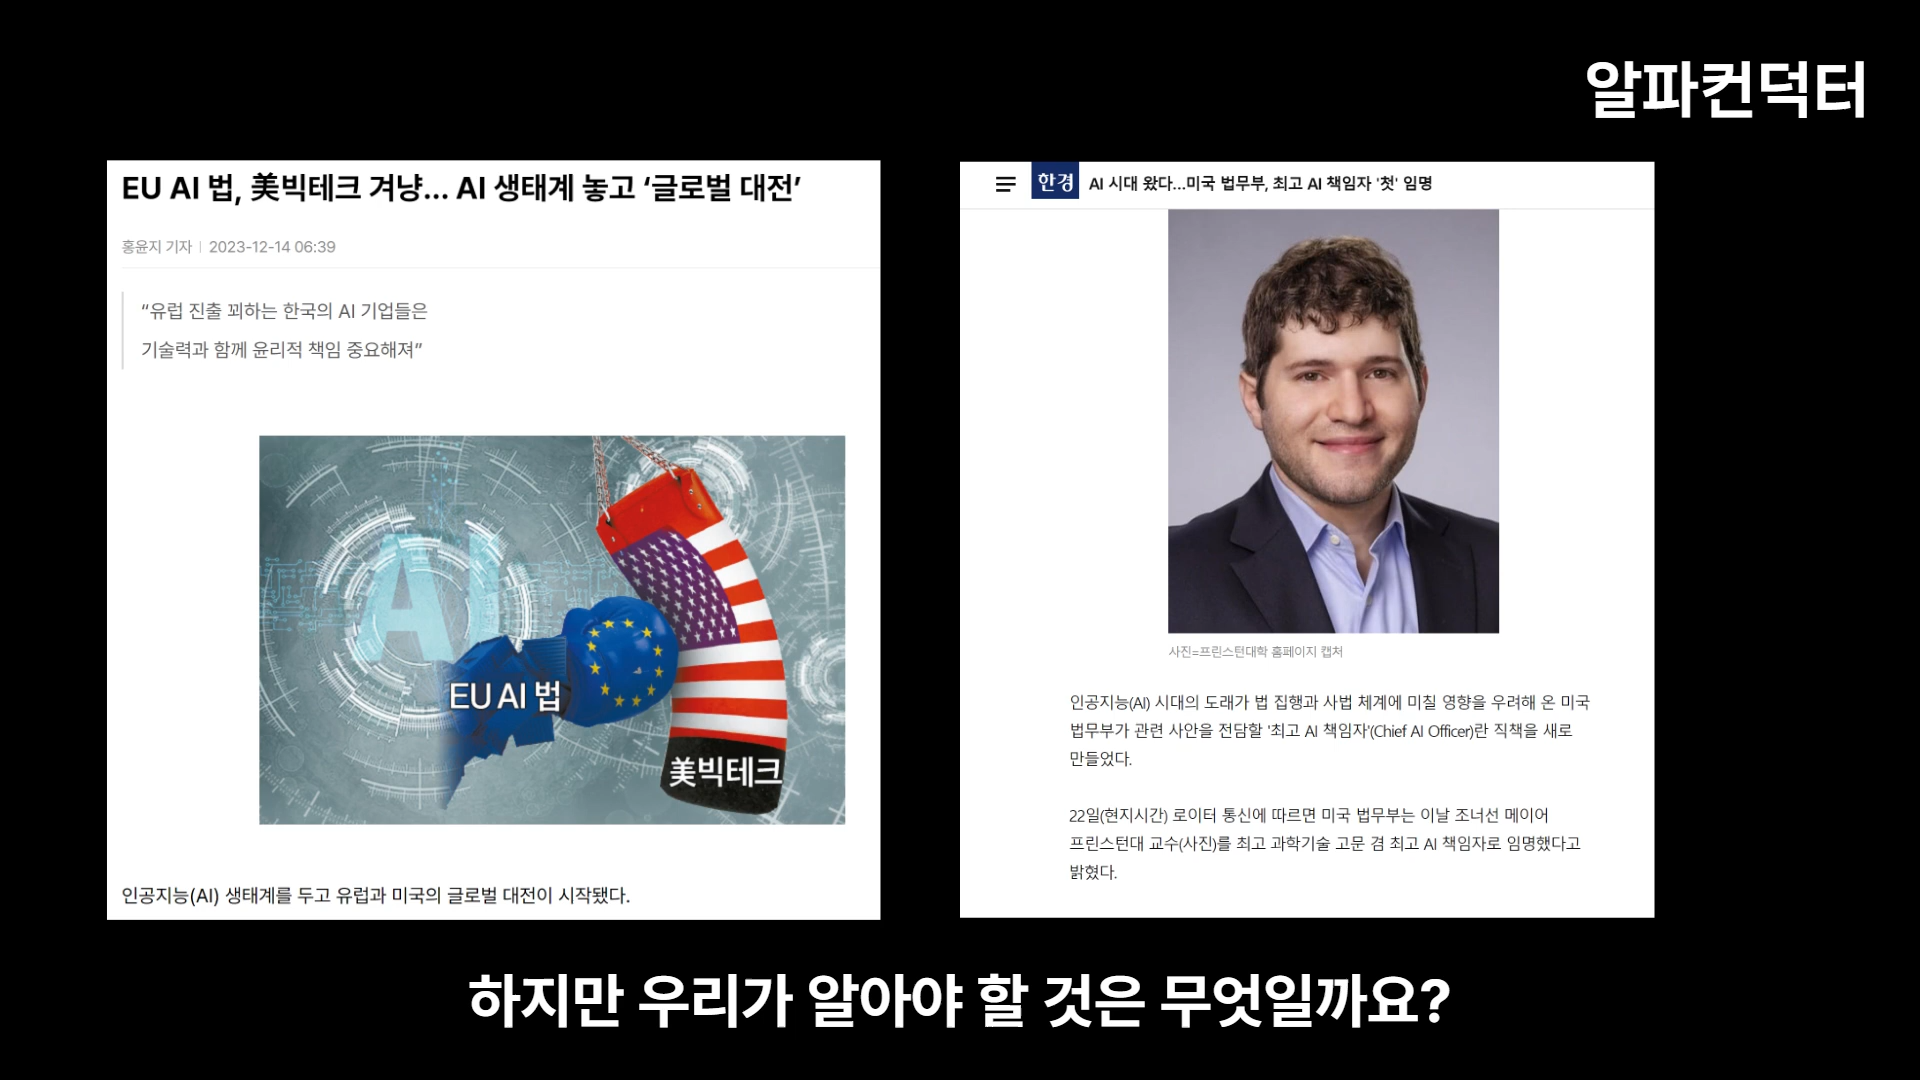 알파컨덕터
EU AI 법, 美빅테크 겨냥... AI 생태계 놓고 ‘글로벌 대전’
홍윤지 기자 | 2023-12-14 06:39
“유럽 진출 꾀하는 한국의 AI 기업들은
기술력과 함께 윤리적 책임 중요해져”
AI
EU AI 법
美빅테크
인공지능(AI) 생태계를 두고 유럽과 미국의 글로벌 대전이 시작됐다.
한경 AI 시대 왔다...미국 법무부, 최고 AI 책임자 '첫' 임명
사진=프린스턴대학 홈페이지 캡처
인공지능(AI) 시대의 도래가 법 집행과 사법 체계에 미칠 영향을 우려해 온 미국
법무부가 관련 사안을 전담할 '최고 AI 책임자'(Chief AI Officer)란 직책을 새로
만들었다.
22일(현지시간) 로이터 통신에 따르면 미국 법무부는 이날 조너선 메이어
프린스턴대 교수(사진)를 최고 과학기술 고문 겸 최고 AI 책임자로 임명했다고
밝혔다.
하지만 우리가 알아야 할 것은 무엇일까요?